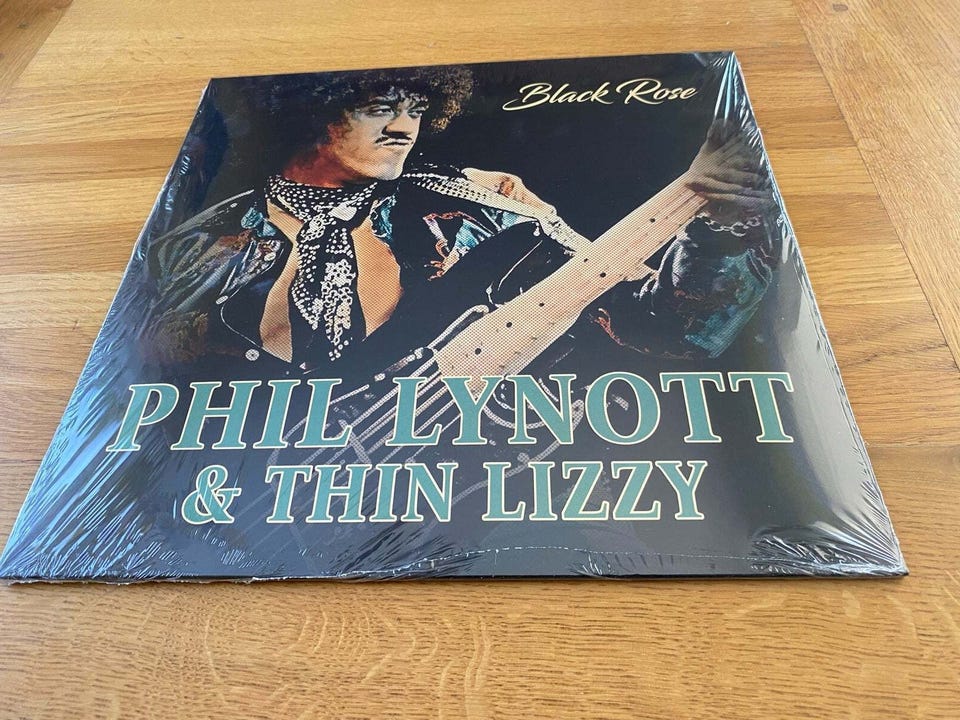 Black Rose
PHIL LYNOTT
& THIN LIZZY